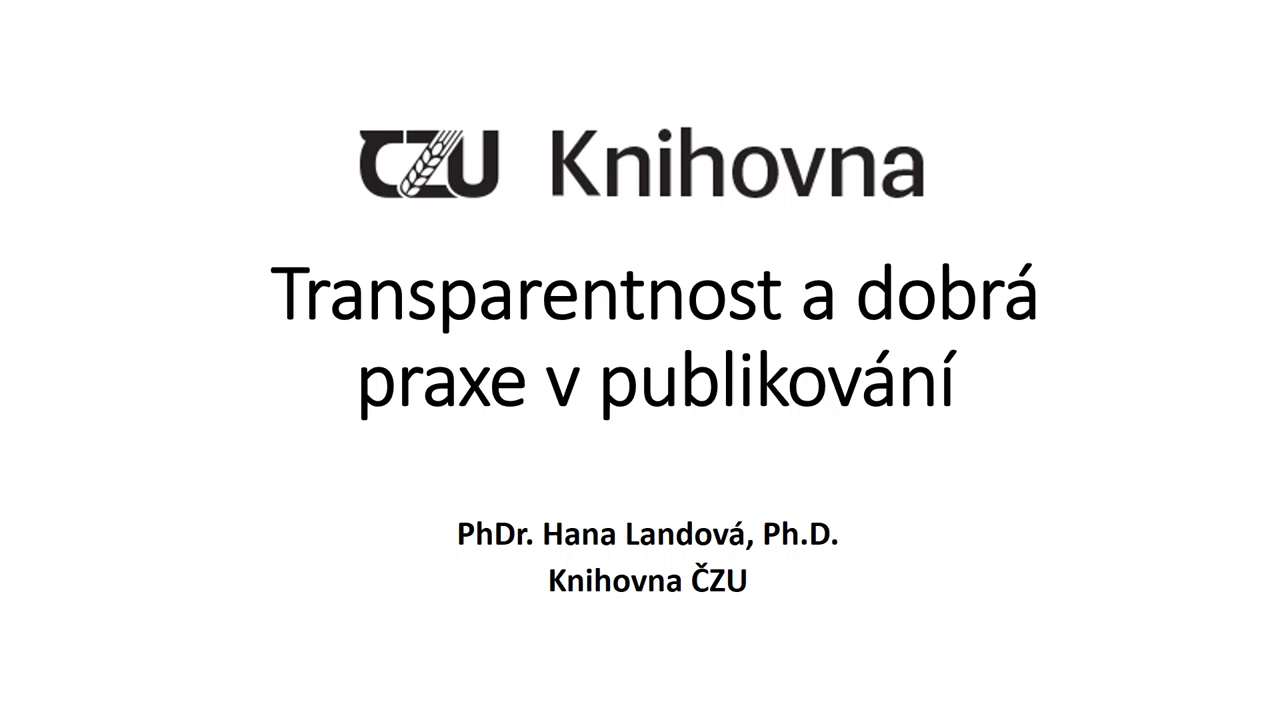 ČZU Knihovna
Transparentnost a dobrá
praxe v publikování
PhDr. Hana Landová, Ph.D.
Knihovna ČZU